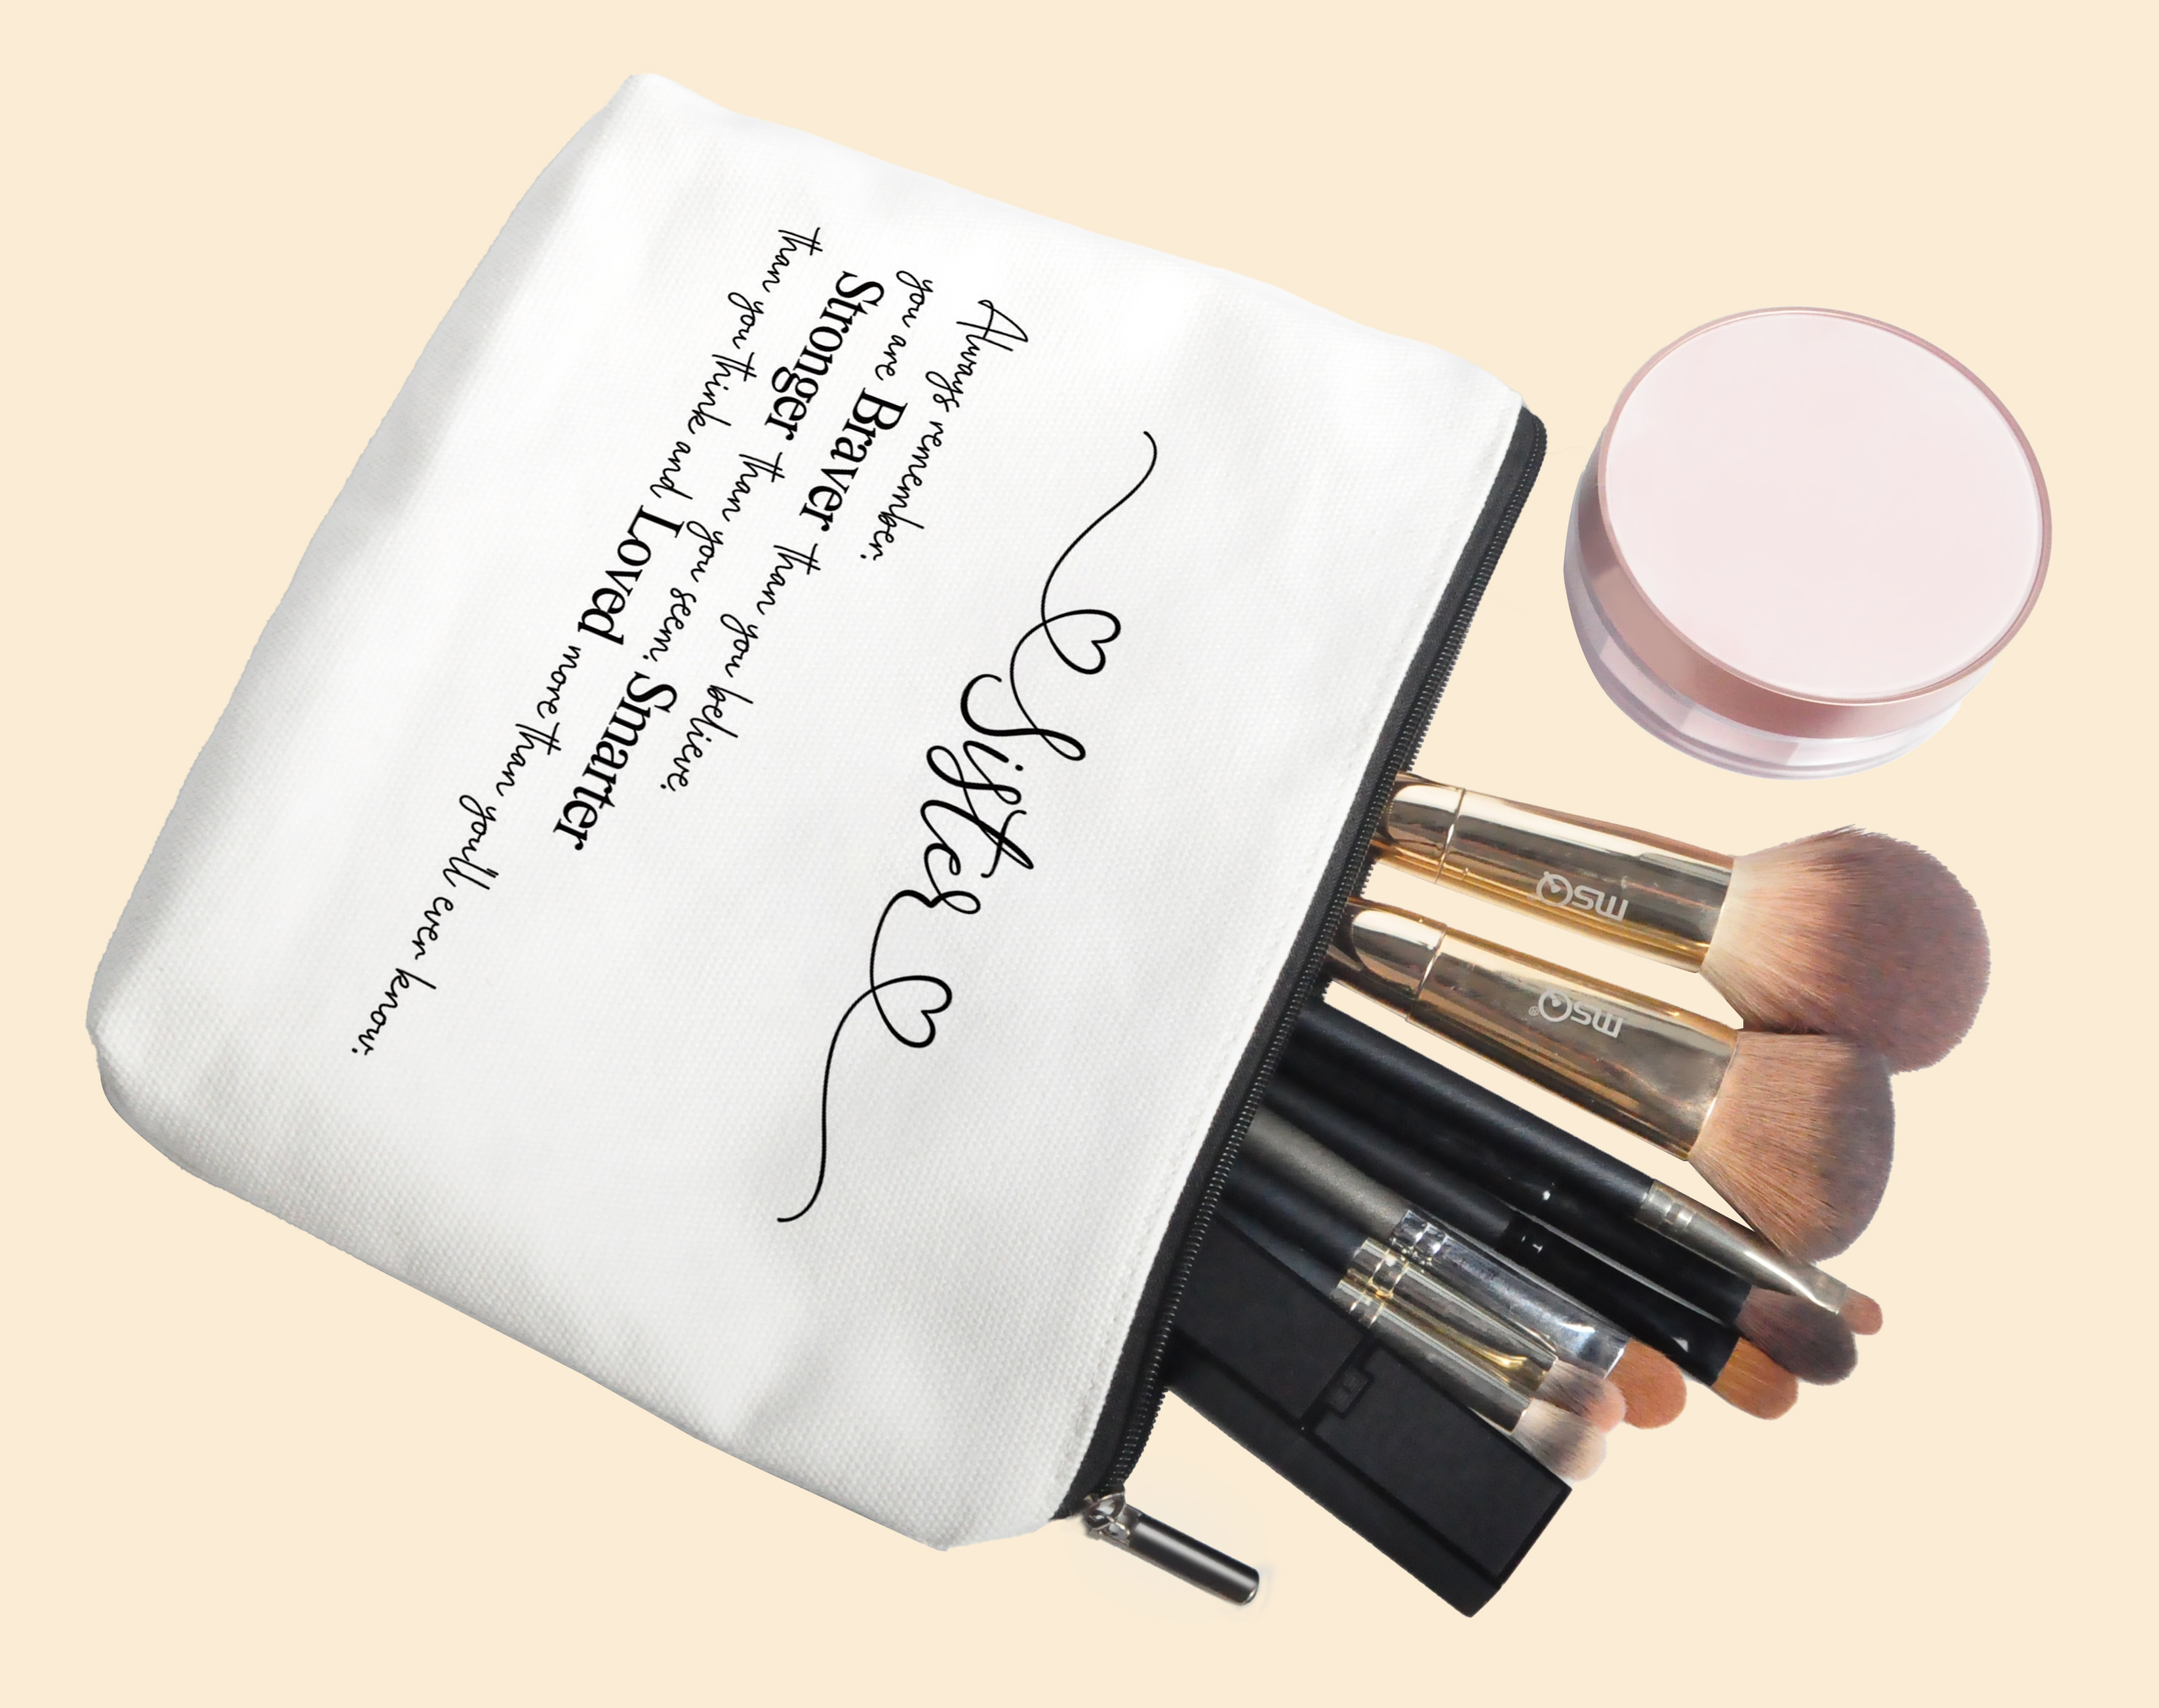 Sister
Always remember.
you are Braver than you believe.
Stronger than you seem. Smarter
than you think and Loved more than you'll ever know.
msQ
msQ®